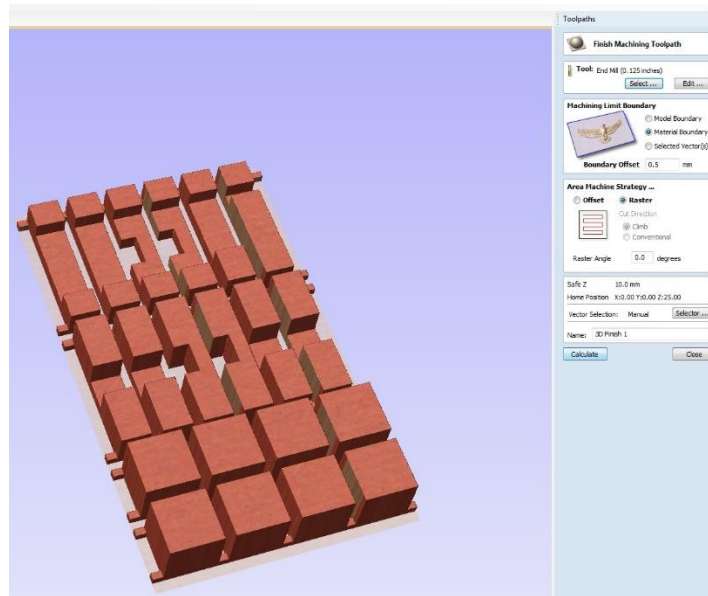 Toolpaths
Finish Machining Toolpath
Tool: End Mill (0.125 inches)
Select ... Edit ...
Machining Limit Boundary
Model Boundary
Material Boundary
Selected Vector(s)
Boundary Offset 0.5 mm
Area Machine Strategy ...
Offset Raster
Cut Direction
Climb
Conventional
Raster Angle 0.0 degrees
Safe Z 10.0 mm
Home Position X:0.00 Y:0.00 Z:25.00
Vector Selection: Manual Selector ...
Name: 3D Finish 1
Calculate Close